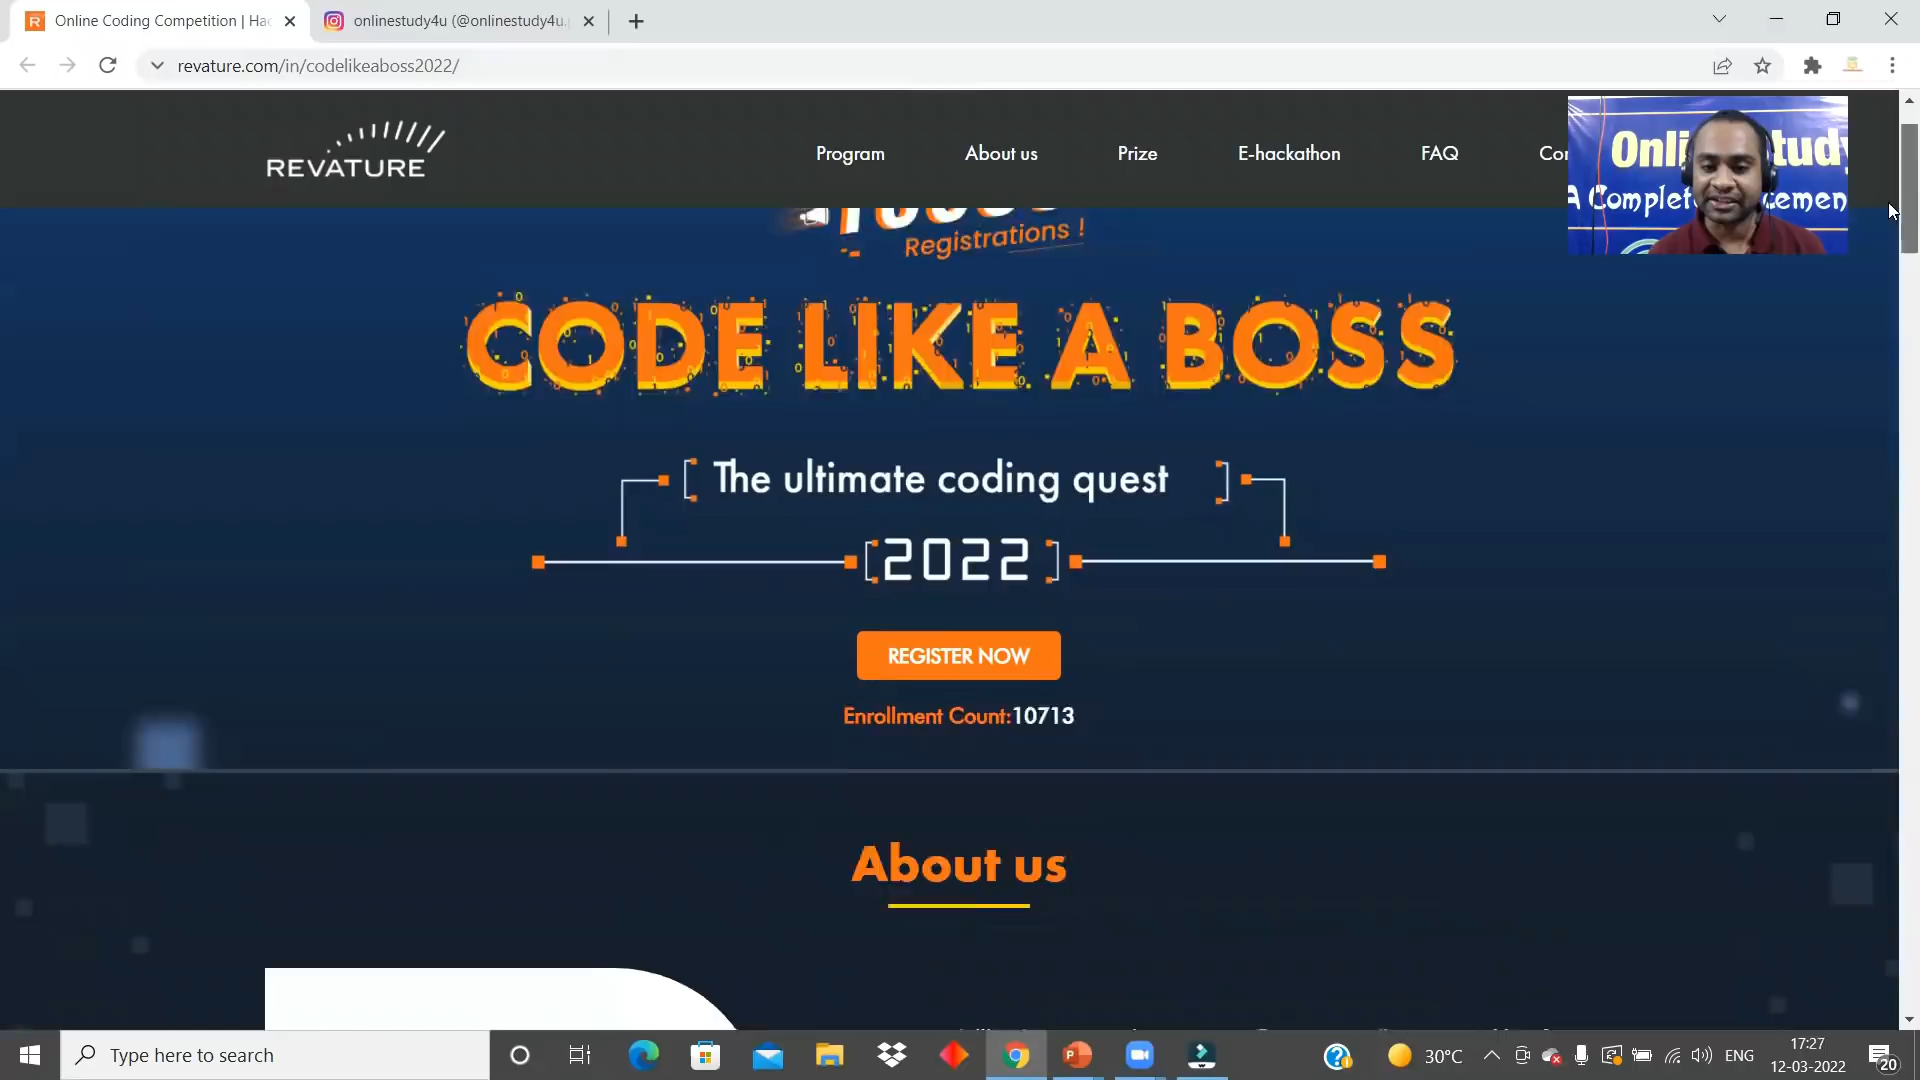 Online Coding Competition | Hac
onlinestudy4u (@onlinestudy4u.
revature.com/in/codelikeaboss2022/
REVATURE
Program
About us
Prize
E-hackathon
FAQ
Registrations !
CODE LIKE A BOSS
The ultimate coding quest
2022
REGISTER NOW
Enrollment Count:10713
About us
Type here to search
30°C
ENG
17:27
12-03-2022
20